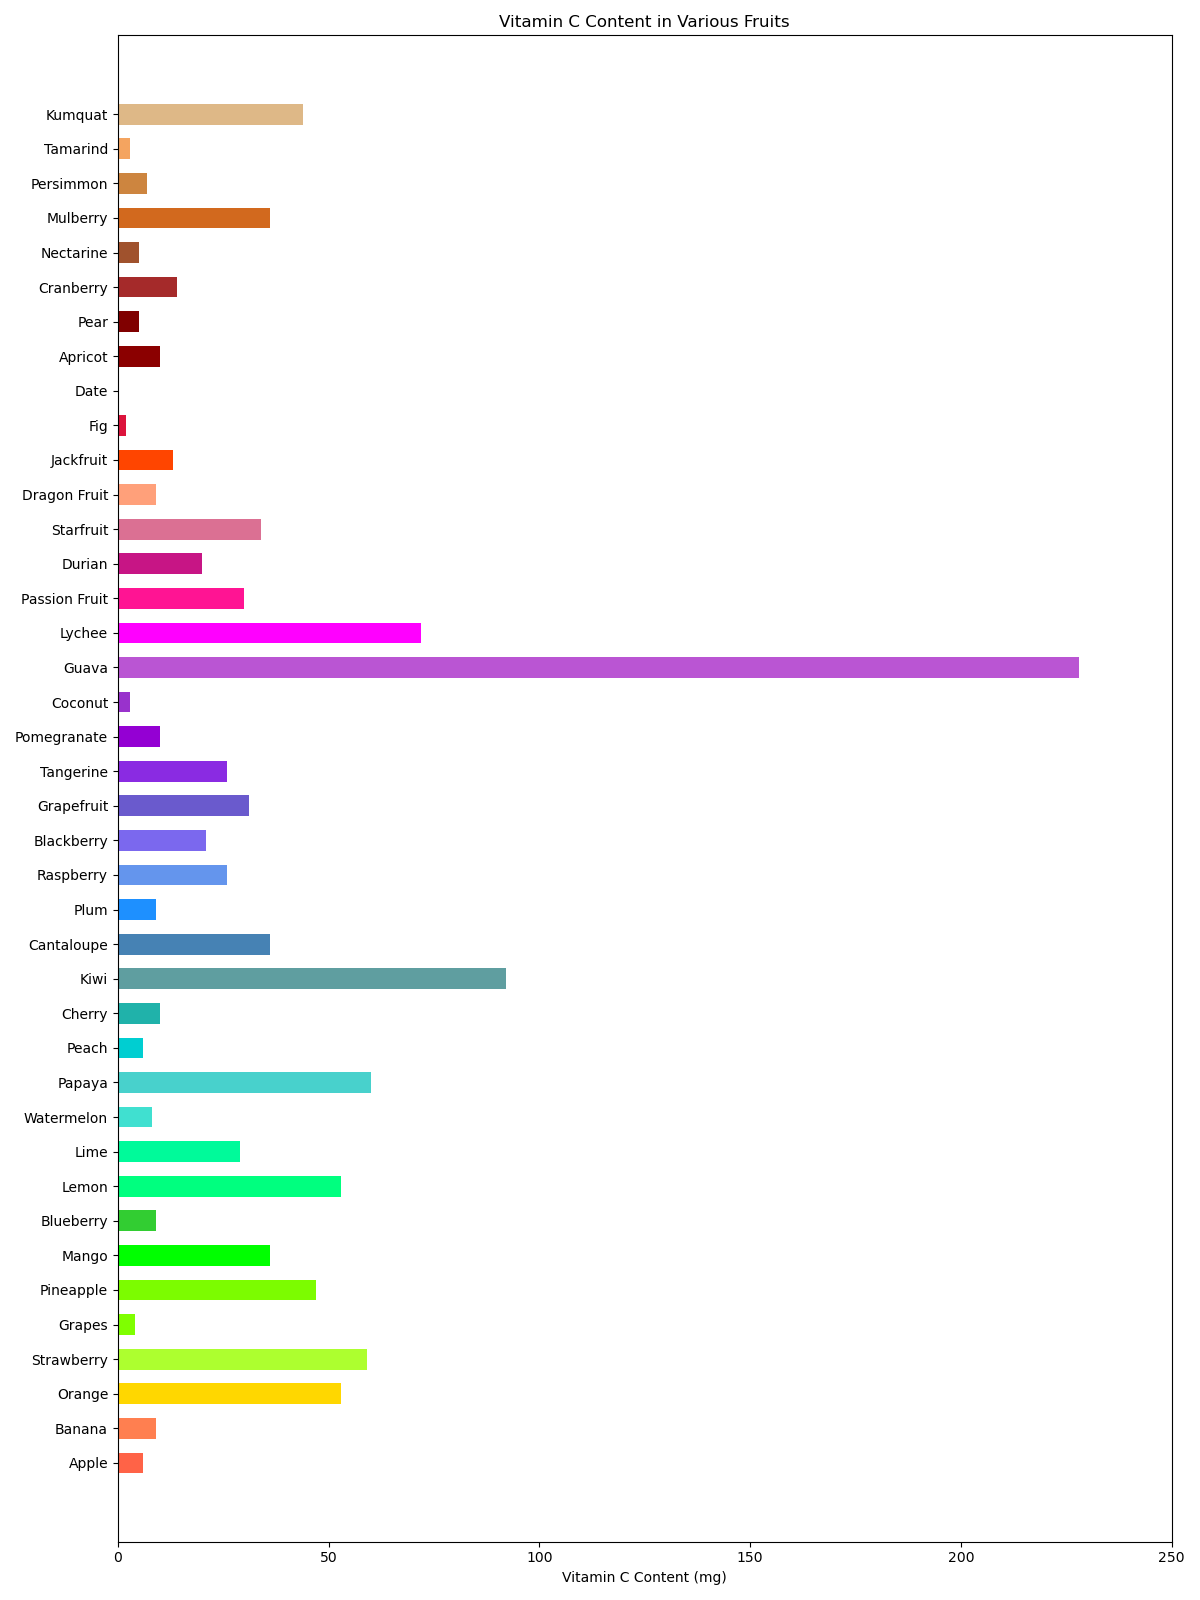 Vitamin C Content in Various Fruits
Kumquat
Tamarind
Persimmon
Mulberry
Nectarine
Cranberry
Pear
Apricot
Date
Fig
Jackfruit
Dragon Fruit
Starfruit
Durian
Passion Fruit
Lychee
Guava
Coconut
Pomegranate
Tangerine
Grapefruit
Blackberry
Raspberry
Plum
Cantaloupe
Kiwi
Cherry
Peach
Papaya
Watermelon
Lime
Lemon
Blueberry
Mango
Pineapple
Grapes
Strawberry
Orange
Banana
Apple
0 50 100 150 200 250
Vitamin C Content (mg)